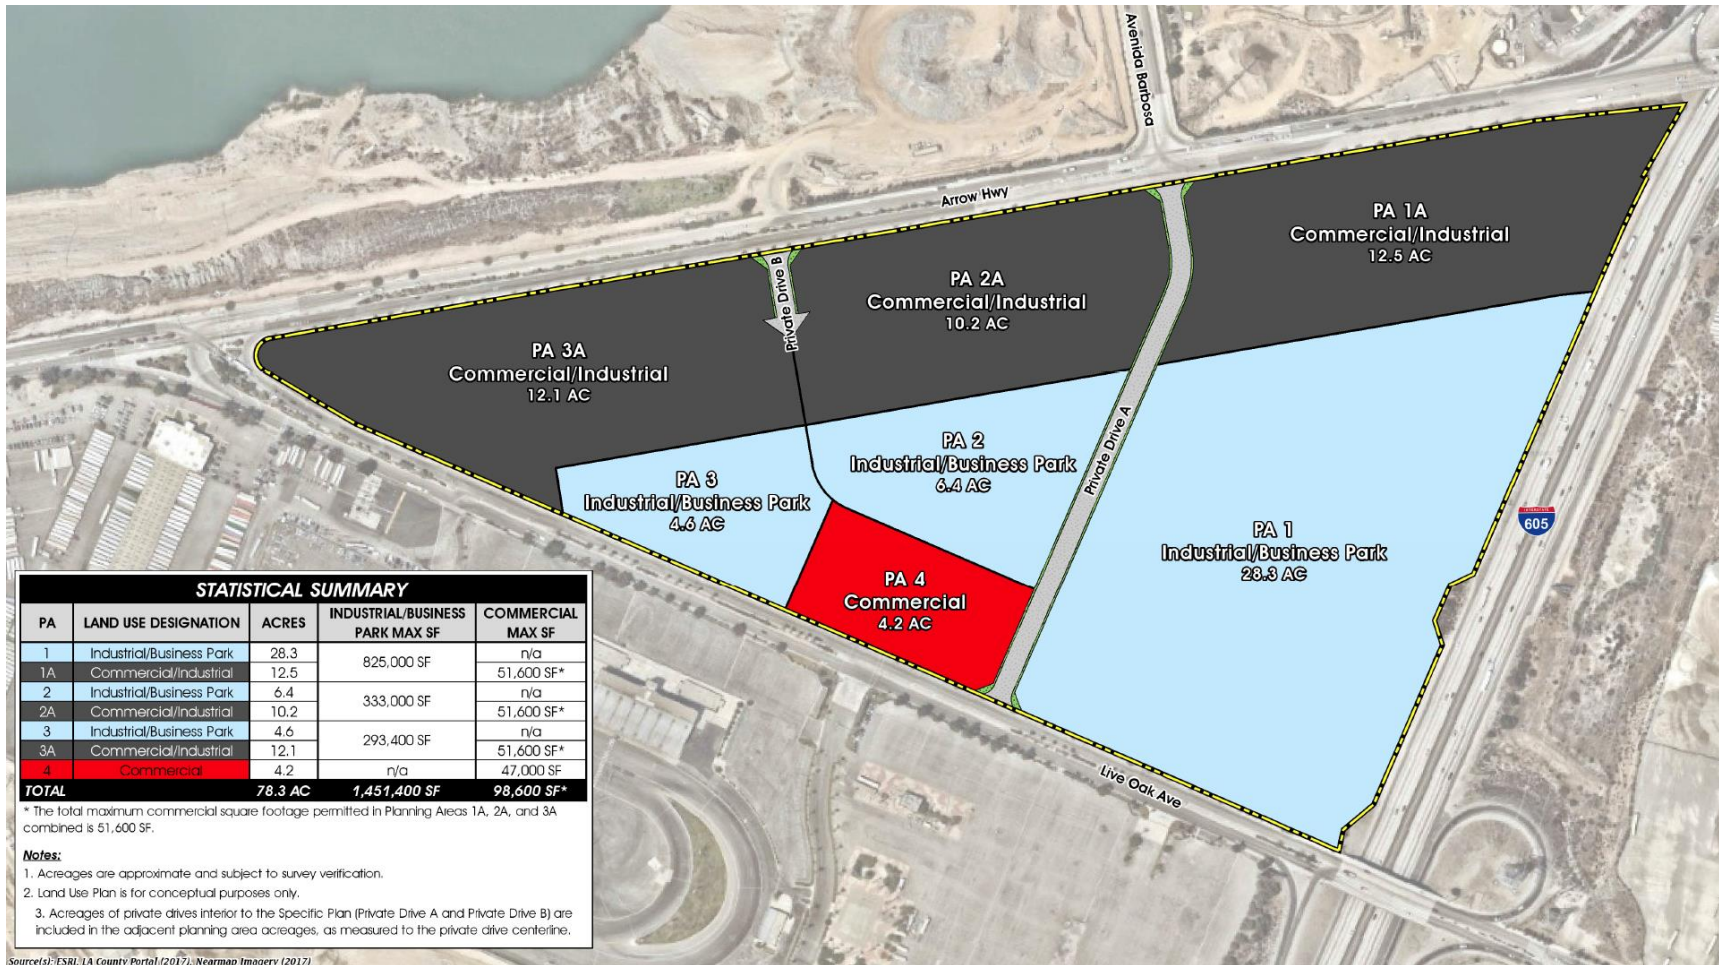 Avenida Barbosa
Arrow Hwy
PA 1A
Commercial/Industrial
12.5 AC
Private Drive B
PA 2A
Commercial/Industrial
10.2 AC
PA 3A
Commercial/Industrial
12.1 AC
Private Drive A
PA 2
Industrial/Business Park
6.4 AC
PA 3
Industrial/Business Park
4.6 AC
PA 1
Industrial/Business Park
28.3 AC
INTERSTATE
605
PA 4
Commercial
4.2 AC
Live Oak Ave
STATISTICAL SUMMARY
PA LAND USE DESIGNATION ACRES INDUSTRIAL/BUSINESS PARK MAX SF COMMERCIAL MAX SF
1 Industrial/Business Park 28.3 825,000 SF n/a
1A Commercial/Industrial 12.5 51,600 SF*
2 Industrial/Business Park 6.4 333,000 SF n/a
2A Commercial/Industrial 10.2 51,600 SF*
3 Industrial/Business Park 4.6 293,400 SF n/a
3A Commercial/Industrial 12.1 51,600 SF*
4 Commercial 4.2 n/a 47,000 SF
TOTAL 78.3 AC 1,451,400 SF 98,600 SF*
* The total maximum commercial square footage permitted in Planning Areas 1A, 2A, and 3A
combined is 51,600 SF.
Notes:
1. Acreages are approximate and subject to survey verification.
2. Land Use Plan is for conceptual purposes only.
3. Acreages of private drives interior to the Specific Plan (Private Drive A and Private Drive B) are
included in the adjacent planning area acreages, as measured to the private drive centerline.
Source(s): ESRI, LA County Portal (2017), Nearmap Imagery (2017)